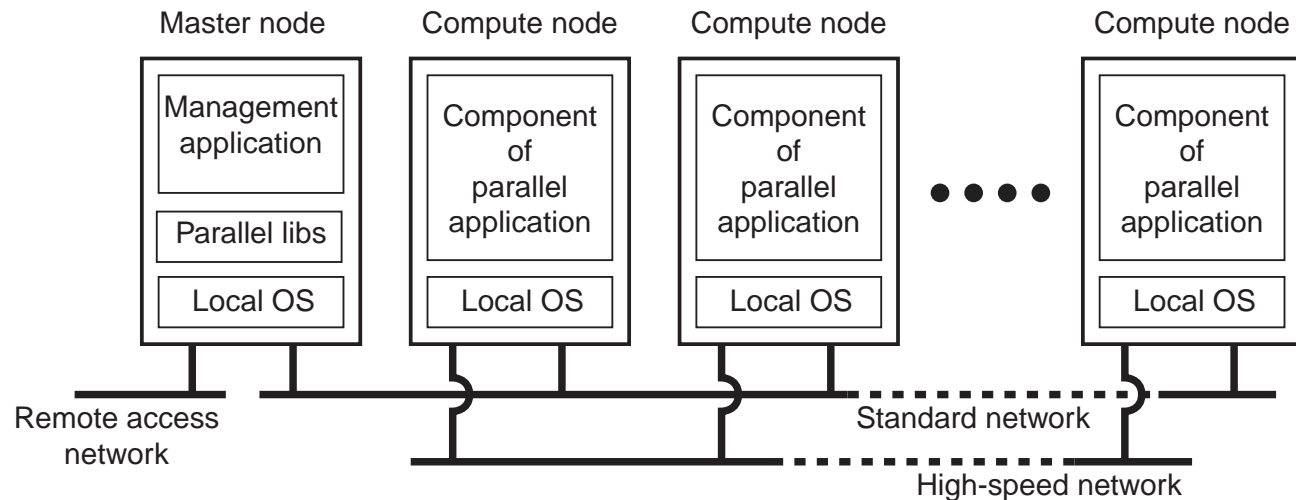 Master node
Compute node
Compute node
Compute node
Management
application
Parallel libs
Local OS
Component
of
parallel
application
Local OS
Component
of
parallel
application
Local OS
Component
of
parallel
application
Local OS
Remote access
network
Standard network
High-speed network